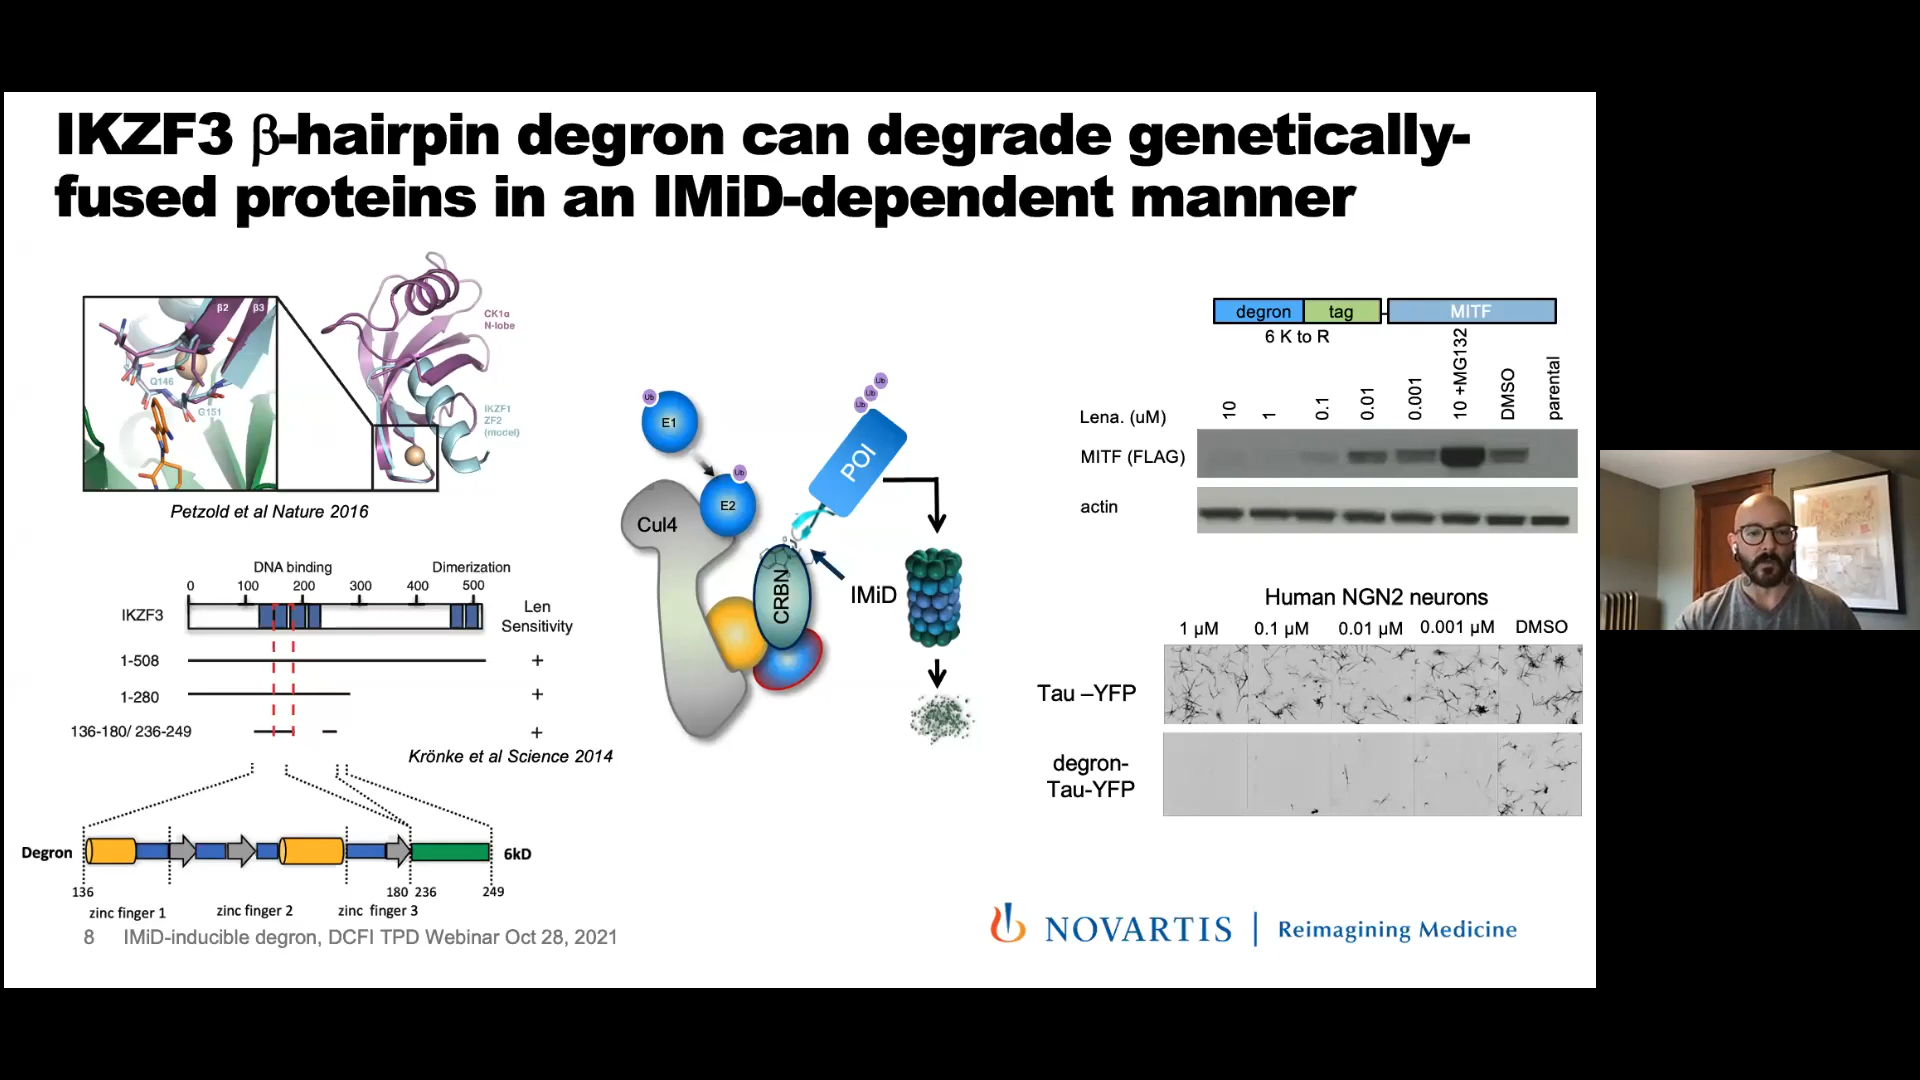 IKZF3 β-hairpin degron can degrade genetically-
fused proteins in an IMiD-dependent manner
β2
β3
Q146
G151
CK1α
N-lobe
IKZF1
ZF2
(model)
Petzold et al Nature 2016
DNA binding
Dimerization
0 100 200 300 400 500
IKZF3
Len
Sensitivity
1-508
+
1-280
+
136-180/ 236-249
+
Krönke et al Science 2014
Degron
6kD
136
180
236
249
zinc finger 1
zinc finger 2
zinc finger 3
Ub
E1
Ub
E2
Cul4
CRBN
Ub
Ub
Ub
POI
IMiD
degron
tag
MITF
6 K to R
Lena. (uM)
10
1
0.1
0.01
0.001
10 +MG132
DMSO
parental
MITF (FLAG)
actin
Human NGN2 neurons
1 µM
0.1 µM
0.01 µM
0.001 µM
DMSO
Tau –YFP
degron-
Tau-YFP
8 IMiD-inducible degron, DCFI TPD Webinar Oct 28, 2021
NOVARTIS | Reimagining Medicine